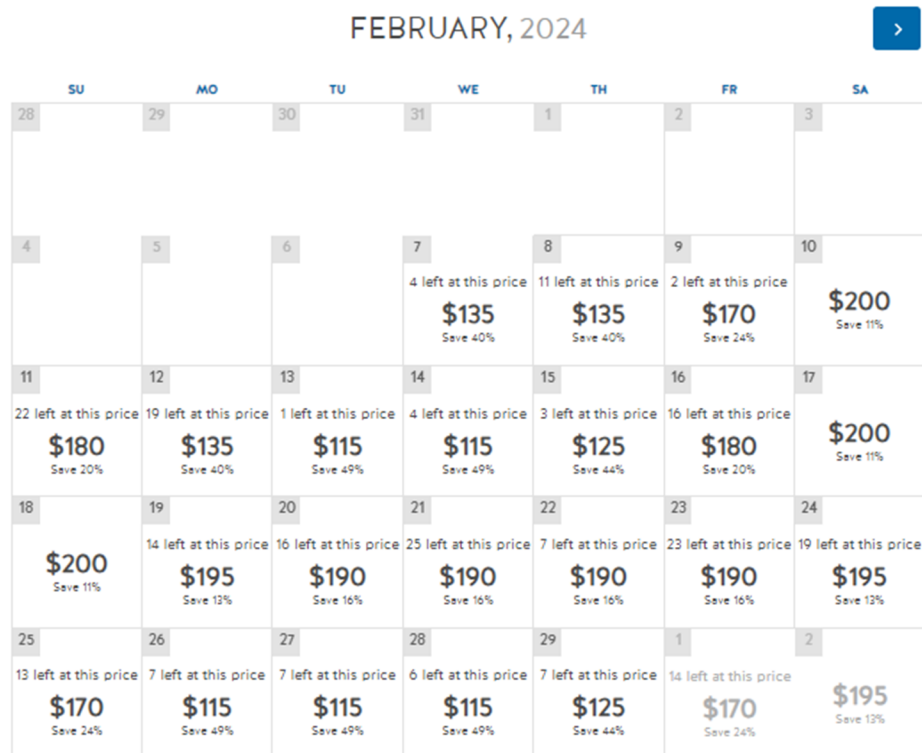 FEBRUARY, 2024
SU MO TU WE TH FR SA
28 29 30 31 1 2 3
4 5 6 7 8 9 10
4 left at this price 11 left at this price 2 left at this price
$135 $135 $170 $200
Save 40% Save 40% Save 24% Save 11%
11 12 13 14 15 16 17
22 left at this price 19 left at this price 1 left at this price 4 left at this price 3 left at this price 16 left at this price
$180 $135 $115 $115 $125 $180 $200
Save 20% Save 40% Save 49% Save 49% Save 44% Save 20% Save 11%
18 19 20 21 22 23 24
14 left at this price 16 left at this price 25 left at this price 7 left at this price 23 left at this price 19 left at this price
$200 $195 $190 $190 $190 $190 $195
Save 11% Save 13% Save 16% Save 16% Save 16% Save 16% Save 13%
25 26 27 28 29 1 2
13 left at this price 7 left at this price 7 left at this price 6 left at this price 7 left at this price 14 left at this price
$170 $115 $115 $115 $125 $170 $195
Save 24% Save 49% Save 49% Save 49% Save 44% Save 24% Save 13%